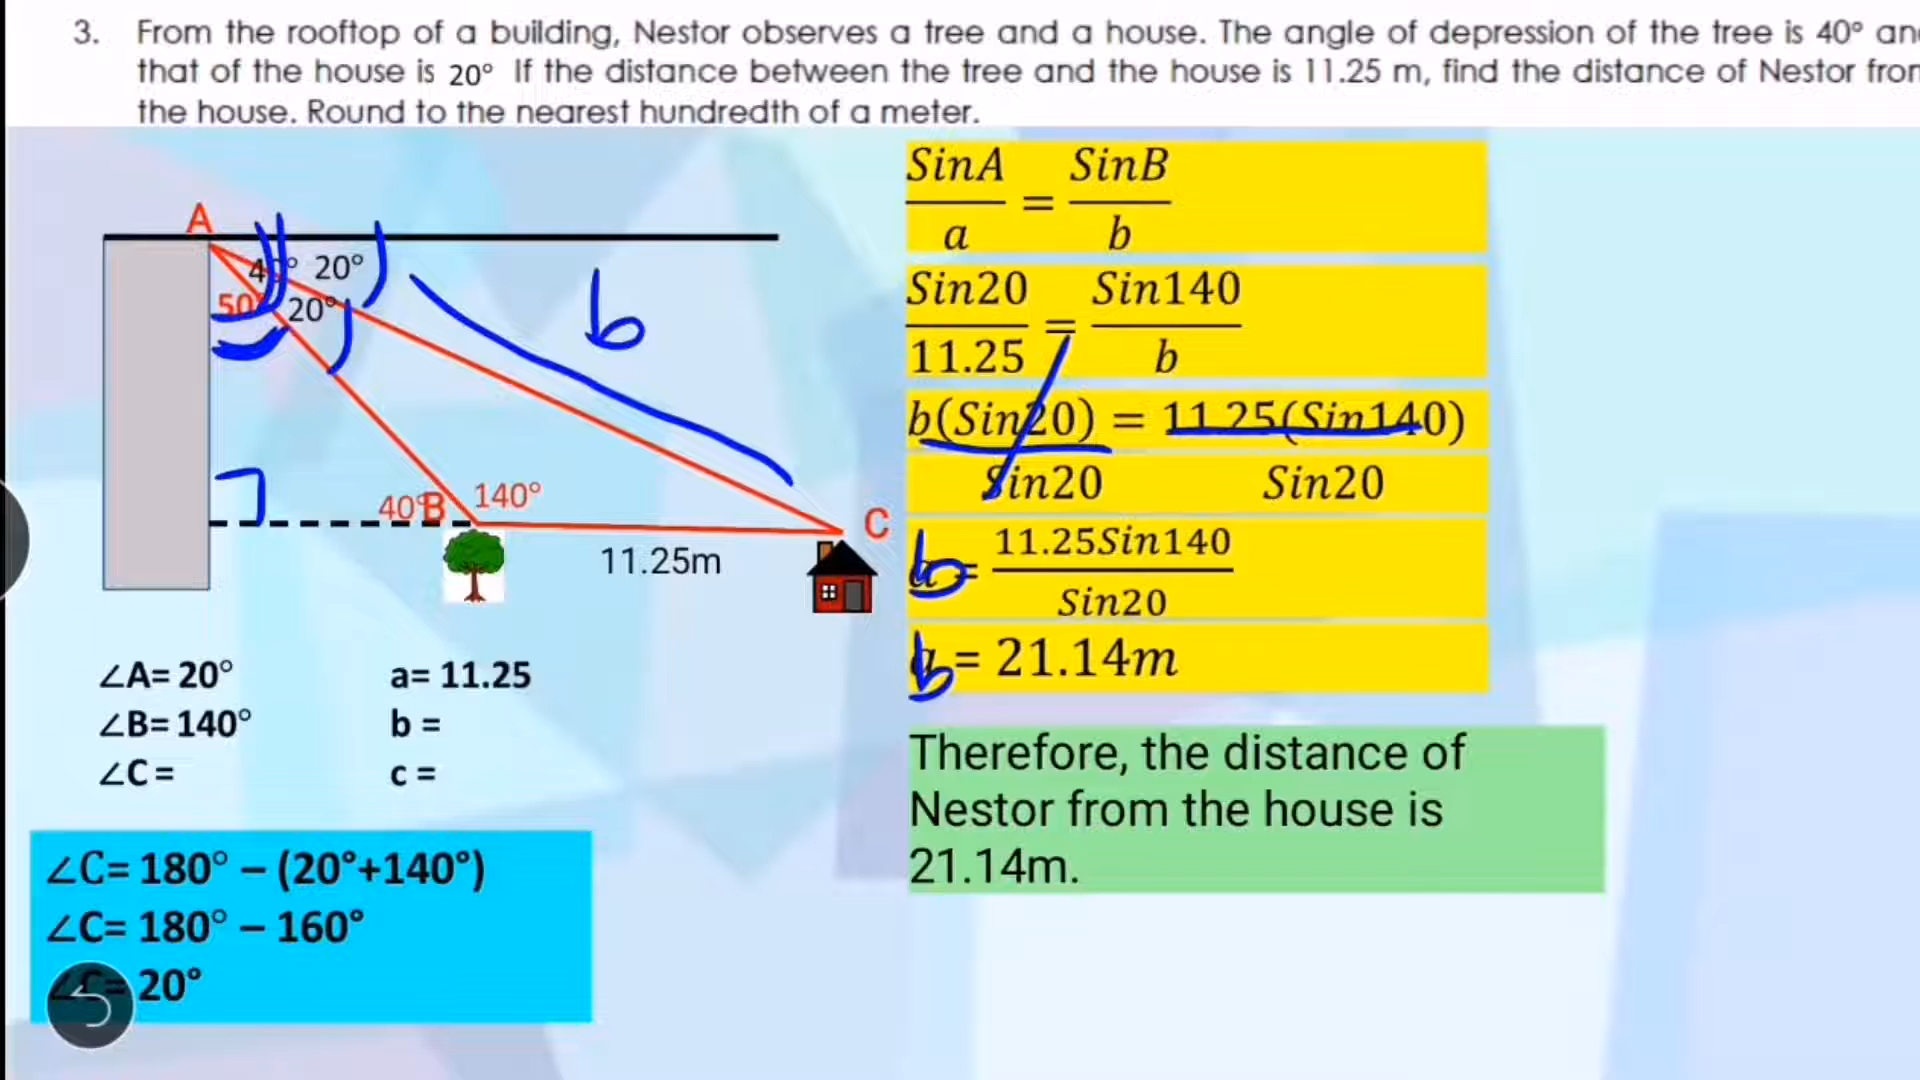 3. From the rooftop of a building, Nestor observes a tree and a house. The angle of depression of the tree is 40°
that of the house is 20° If the distance between the tree and the house is 11.25 m, find the distance of Nestor
the house. Round to the nearest hundredth of a meter.
A
20°
20°
b
40°
B
140°
C
11.25m
∠A= 20° a= 11.25
∠B= 140° b =
∠C= c =
∠C= 180° – (20°+140°)
∠C= 180° – 160°
20°
SinA/a = SinB/b
Sin20/11.25 = Sin140/b
b(Sin20) = 11.25(Sin140)
Sin20 Sin20
b = 11.25Sin140/Sin20
b = 21.14m
Therefore, the distance of
Nestor from the house is
21.14m.